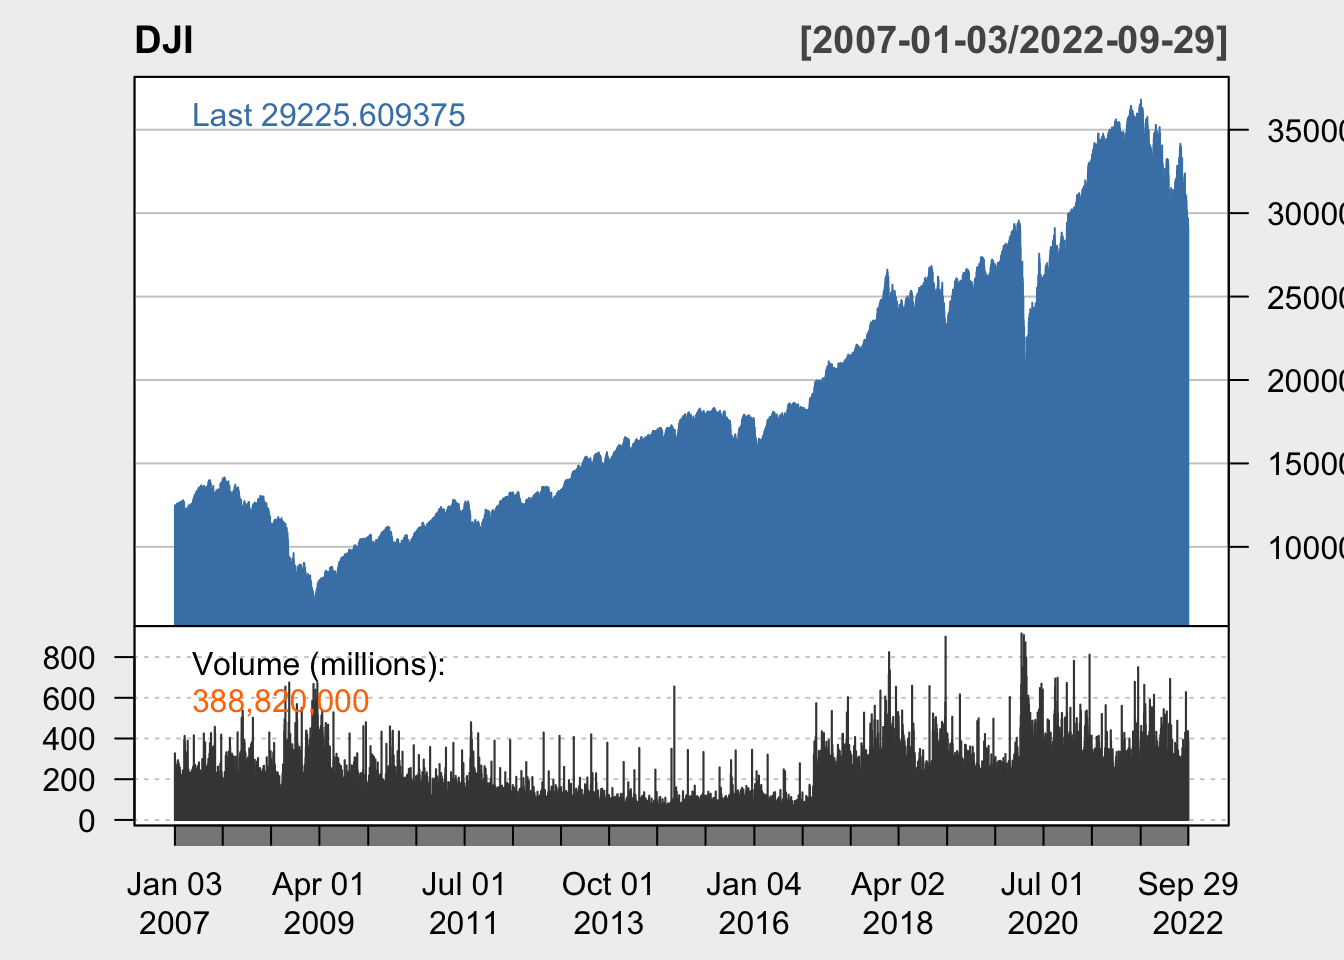 DJI [2007-01-03/2022-09-29]
Last 29225.609375
35000
30000
25000
20000
15000
10000
Volume (millions):
388,820,000
800
600
400
200
0
Jan 03 Apr 01 Jul 01 Oct 01 Jan 04 Apr 02 Jul 01 Sep 29
2007 2009 2011 2013 2016 2018 2020 2022